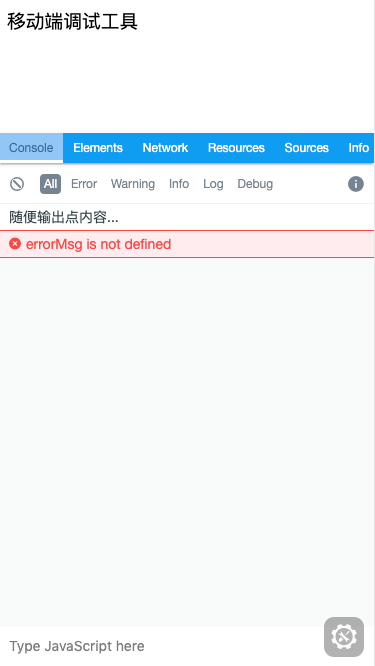 移动端调试工具
Console Elements Network Resources Sources Info
All Error Warning Info Log Debug
随便输出点内容...
errorMsg is not defined
Type JavaScript here